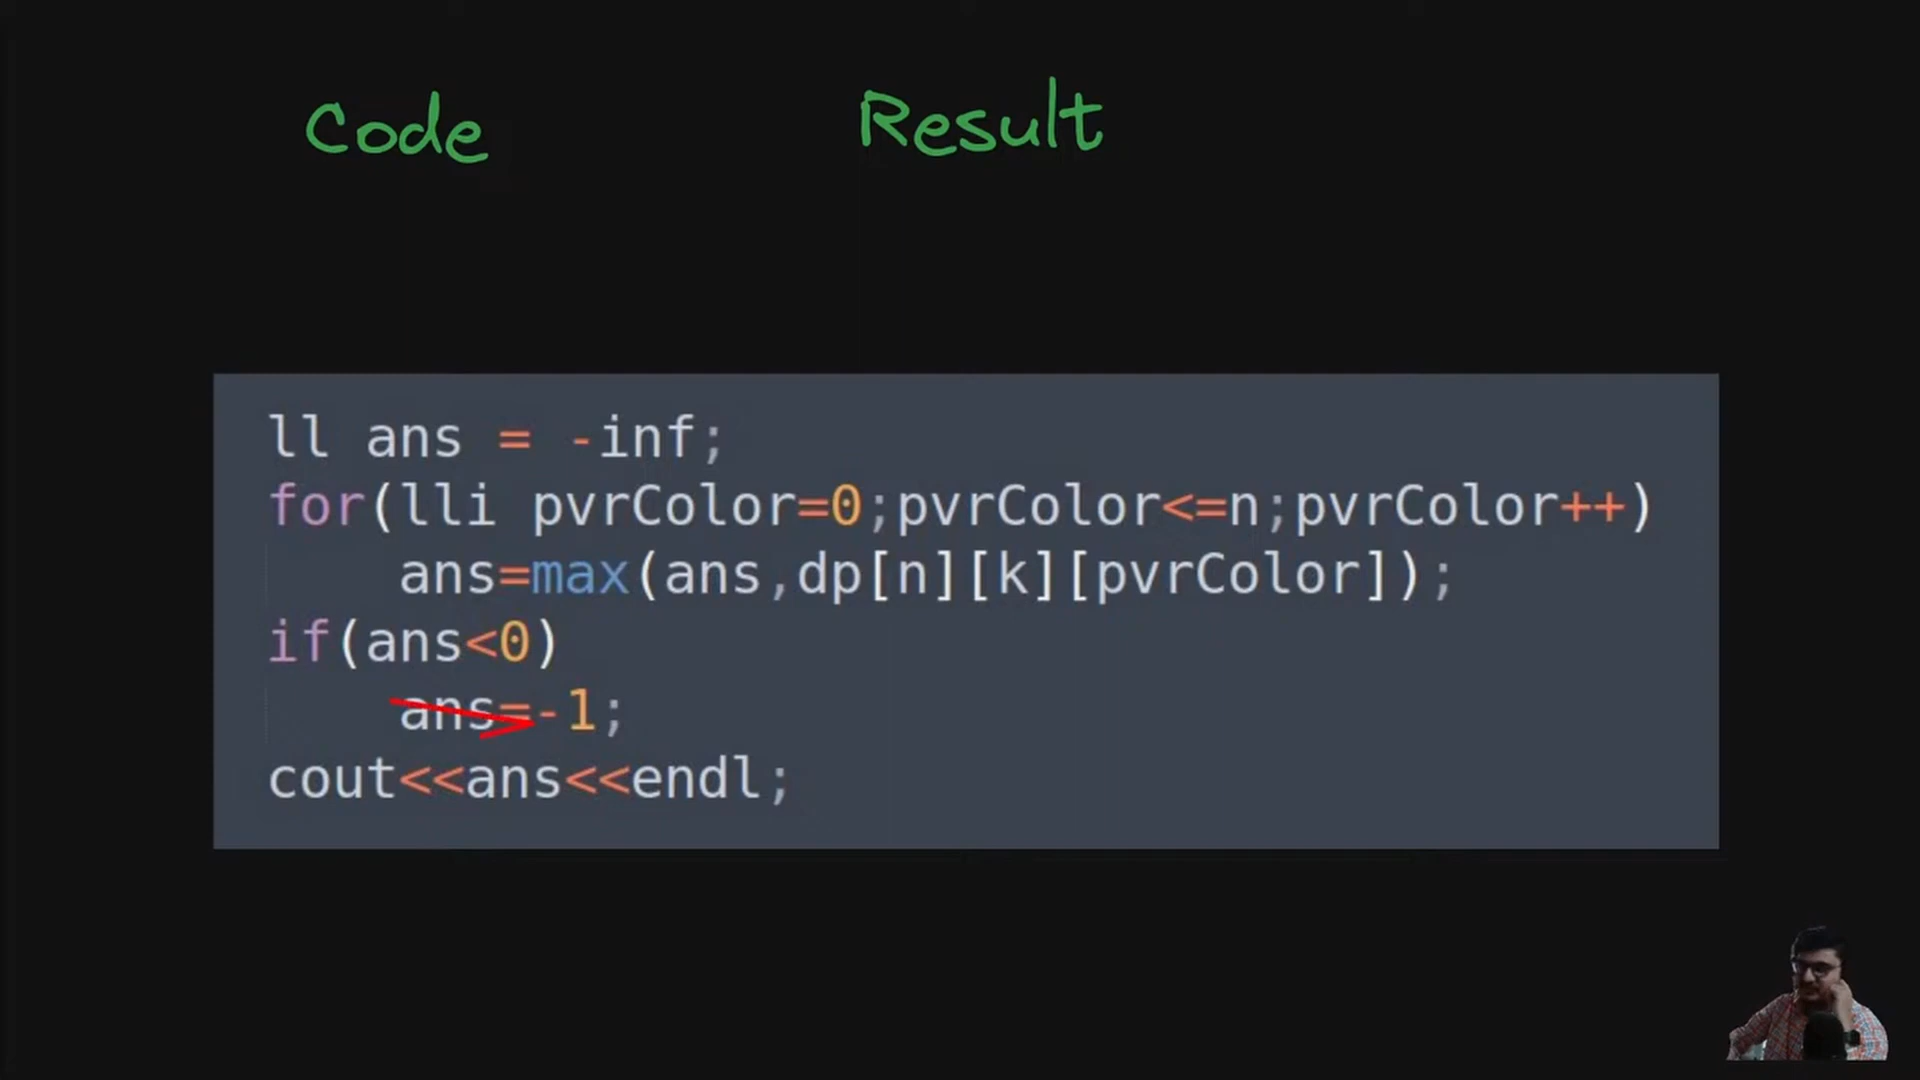 Code Result
ll ans = -inf;
for(lli pvrColor=0;pvrColor<=n;pvrColor++)
    ans=max(ans,dp[n][k][pvrColor]);
if(ans<0)
    ans=-1;
cout<<ans<<endl;